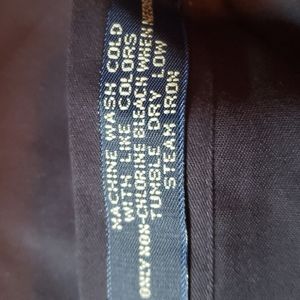 MACHINE WASH COLD
WITH LIKE COLORS
ONLY NON-CHLORINE BLEACH WHEN
TUMBLE DRY LOW
STEAM IRON